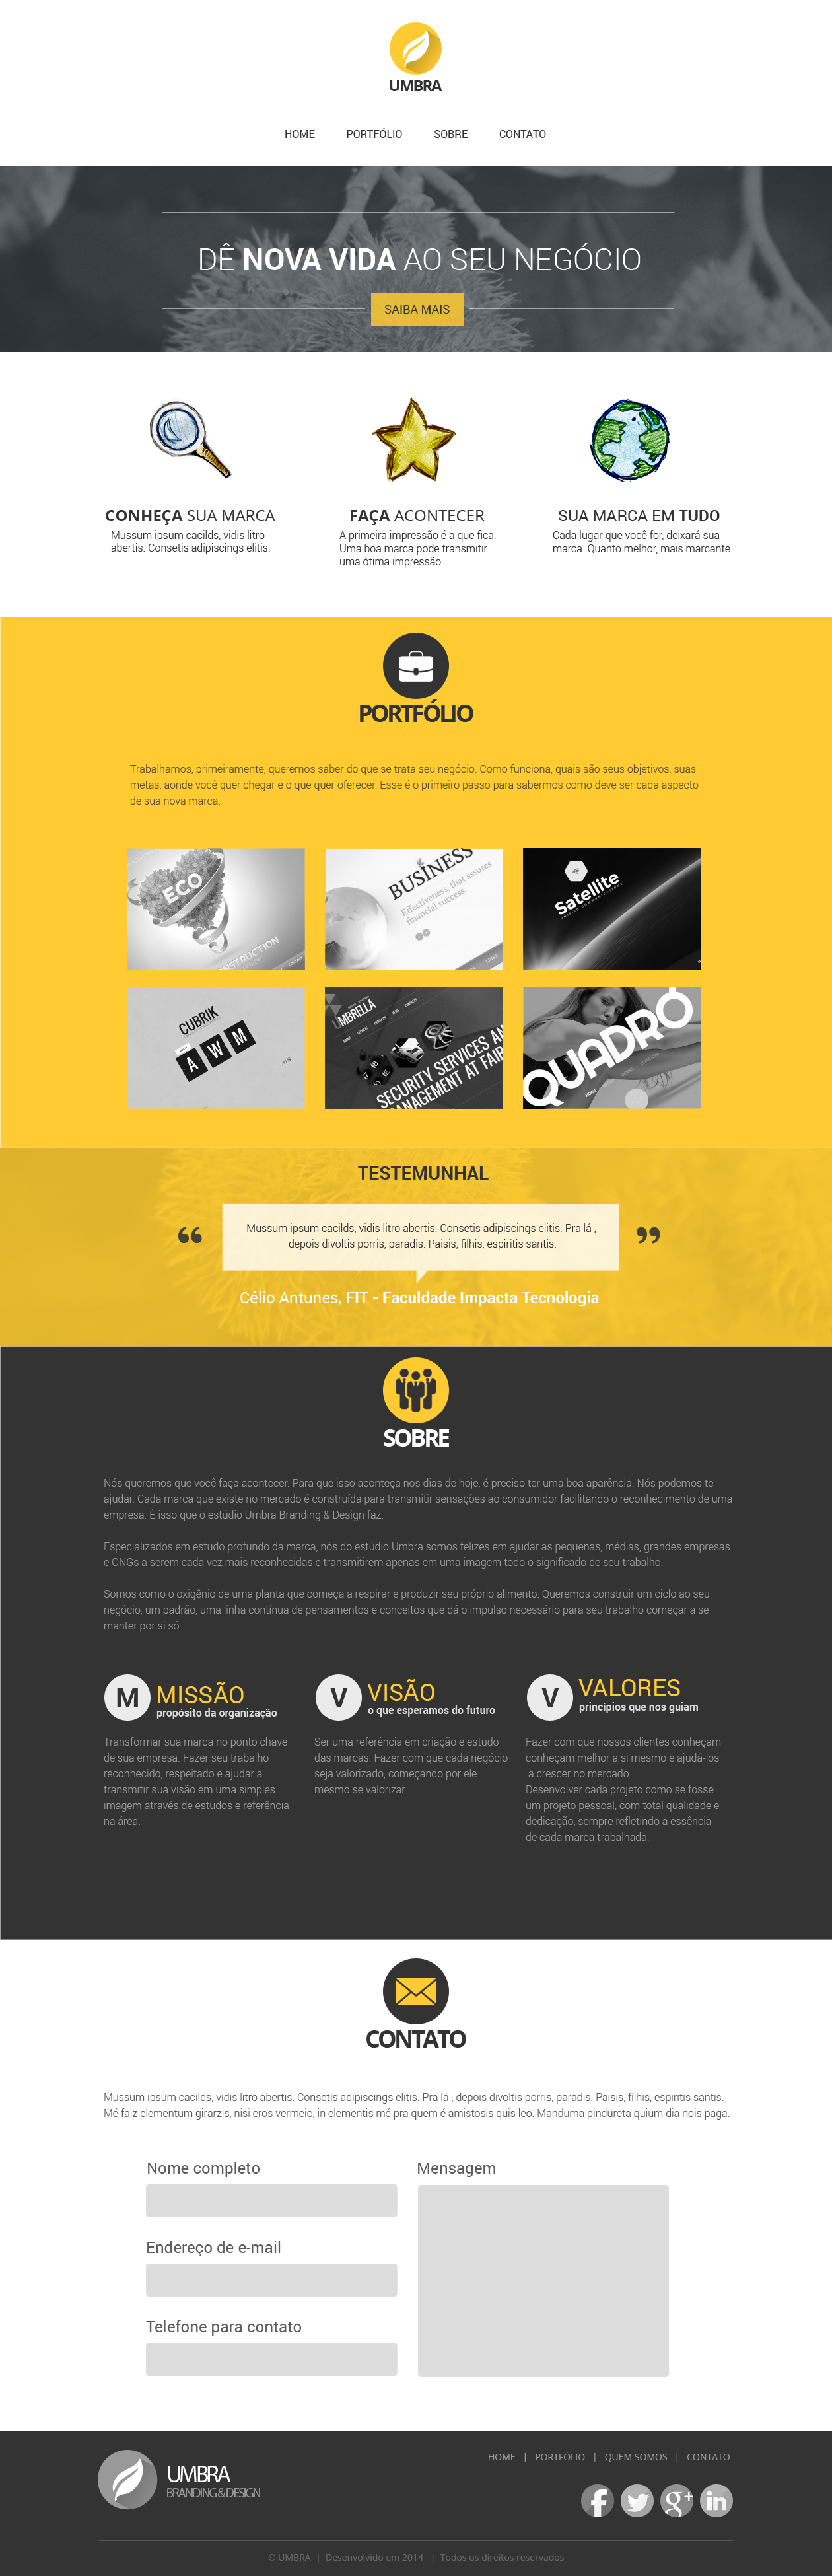 UMBRA
HOME PORTFÓLIO SOBRE CONTATO
DÊ NOVA VIDA AO SEU NEGÓCIO
SAIBA MAIS
CONHEÇA SUA MARCA
Mussum ipsum cacilds, vidis litro
abertis. Consetis adipiscings elitis.
FAÇA ACONTECER
A primeira impressão é a que fica.
Uma boa marca pode transmitir
uma ótima impressão.
SUA MARCA EM TUDO
Cada lugar que você for, deixará sua
marca. Quanto melhor, mais marcante.
PORTFÓLIO
Trabalhamos, primeiramente, queremos saber do que se trata seu negócio. Como funciona, quais são seus objetivos, suas
metas, aonde você quer chegar e o que quer oferecer. Esse é o primeiro passo para sabermos como deve ser cada aspecto
de sua nova marca.
ECO
BUSINESS
Effectiveness, that assures
financial success.
Satellite
CUBRIK
AWM
UMBRELLA
SECURITY SERVICES AN
MANAGEMENT AT FAIR
QUADRO
HOME
TESTEMUNHAL
“ Mussum ipsum cacilds, vidis litro abertis. Consetis adipiscings elitis. Pra lá , ”
depois divoltis porris, paradis. Paisis, filhis, espiritis santis.
Célio Antunes, FIT - Faculdade Impacta Tecnologia
SOBRE
Nós queremos que você faça acontecer. Para que isso aconteça nos dias de hoje, é preciso ter uma boa aparência. Nós podemos te
ajudar. Cada marca que existe no mercado é construída para transmitir sensações ao consumidor facilitando o reconhecimento de uma
empresa. É isso que o estúdio Umbra Branding & Design faz.
Especializados em estudo profundo da marca, nós do estúdio Umbra somos felizes em ajudar as pequenas, médias, grandes empresas
e ONGs a serem cada vez mais reconhecidas e transmitirem apenas em uma imagem todo o significado de seu trabalho.
Somos como o oxigênio de uma planta que começa a respirar e produzir seu próprio alimento. Queremos construir um ciclo ao seu
negócio, um padrão, uma linha contínua de pensamentos e conceitos que dá o impulso necessário para seu trabalho começar a se
manter por si só.
M MISSÃO
propósito da organização
Transformar sua marca no ponto chave
de sua empresa. Fazer seu trabalho
reconhecido, respeitado e ajudar a
transmitir sua visão em uma simples
imagem através de estudos e referência
na área.
V VISÃO
o que esperamos do futuro
Ser uma referência em criação e estudo
das marcas. Fazer com que cada negócio
seja valorizado, começando por ele
mesmo se valorizar.
V VALORES
princípios que nos guiam
Fazer com que nossos clientes conheçam
conheçam melhor a si mesmo e ajudá-los
a crescer no mercado.
Desenvolver cada projeto como se fosse
um projeto pessoal, com total qualidade e
dedicação, sempre refletindo a essência
de cada marca trabalhada.
CONTATO
Mussum ipsum cacilds, vidis litro abertis. Consetis adipiscings elitis. Pra lá , depois divoltis porris, paradis. Paisis, filhis, espiritis santis.
Mé faiz elementum girarzis, nisi eros vermeio, in elementis mé pra quem é amistosis quis leo. Manduma pindureta quium dia nois paga.
Nome completo
Endereço de e-mail
Telefone para contato
Mensagem
UMBRA
BRANDING & DESIGN
HOME | PORTFÓLIO | QUEM SOMOS | CONTATO
f g+ in
© UMBRA | Desenvolvido em 2014 | Todos os direitos reservados